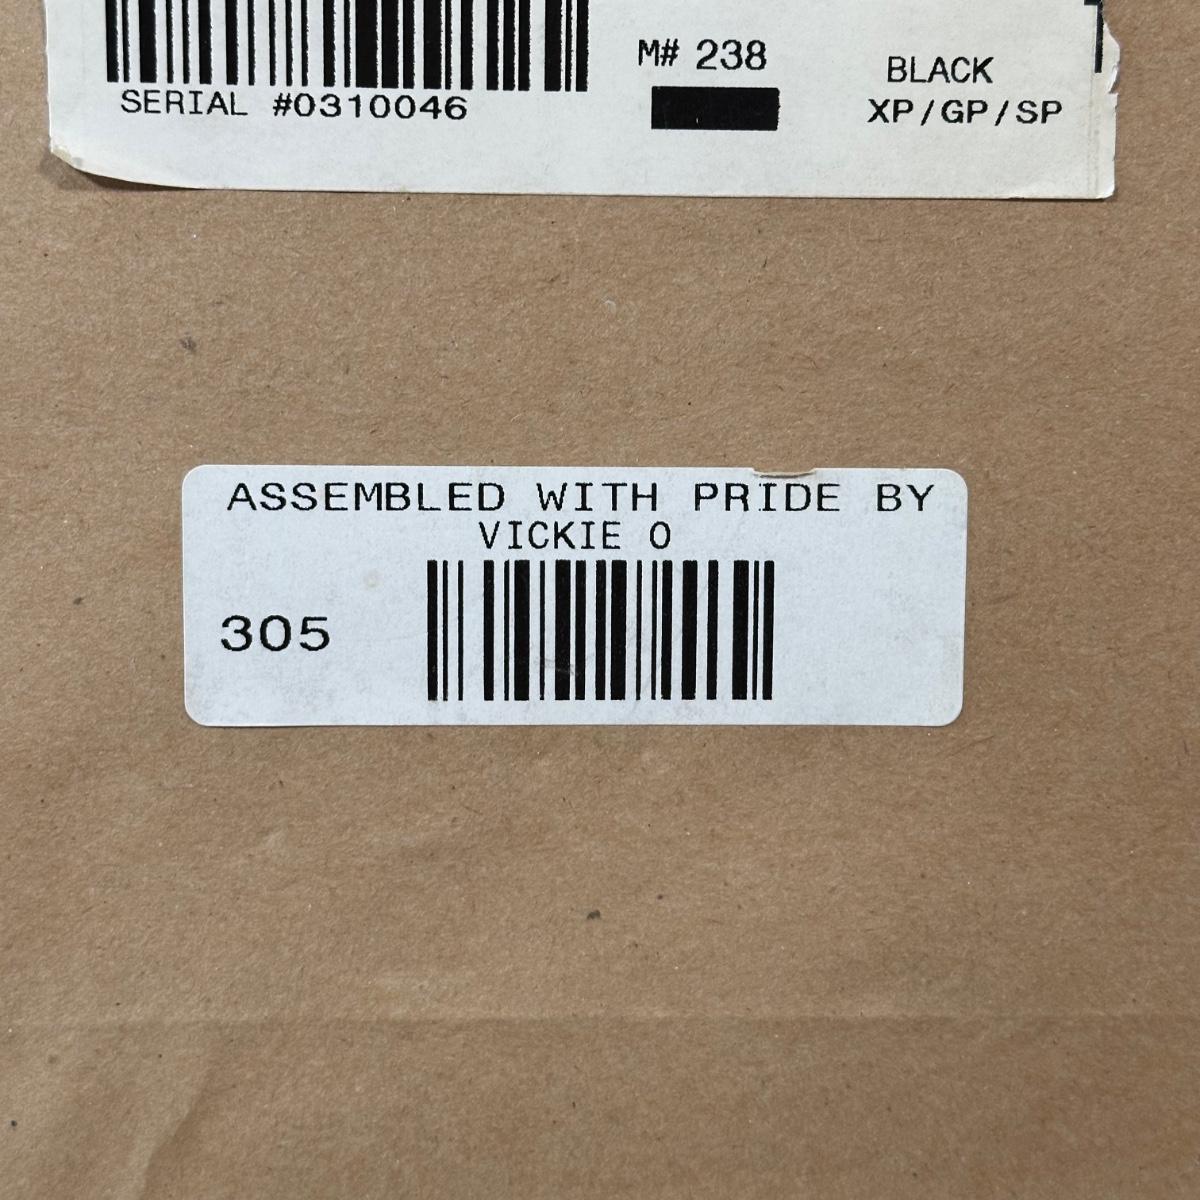 SERIAL #0310046
M# 238
BLACK
XP/GP/SP
ASSEMBLED WITH PRIDE BY
VICKIE O
305